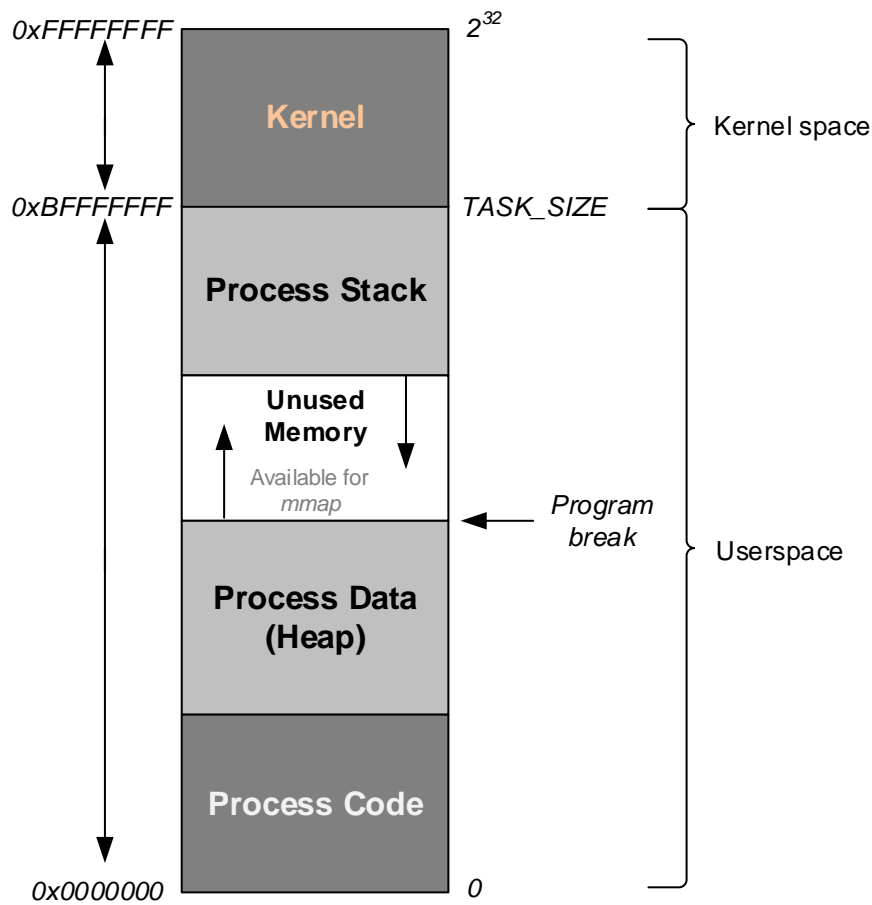 0xFFFFFFFF
2^32
Kernel
Kernel space
0xBFFFFFFF
TASK_SIZE
Process Stack
Unused
Memory
Available for
mmap
Program
break
Userspace
Process Data
(Heap)
Process Code
0x0000000
0